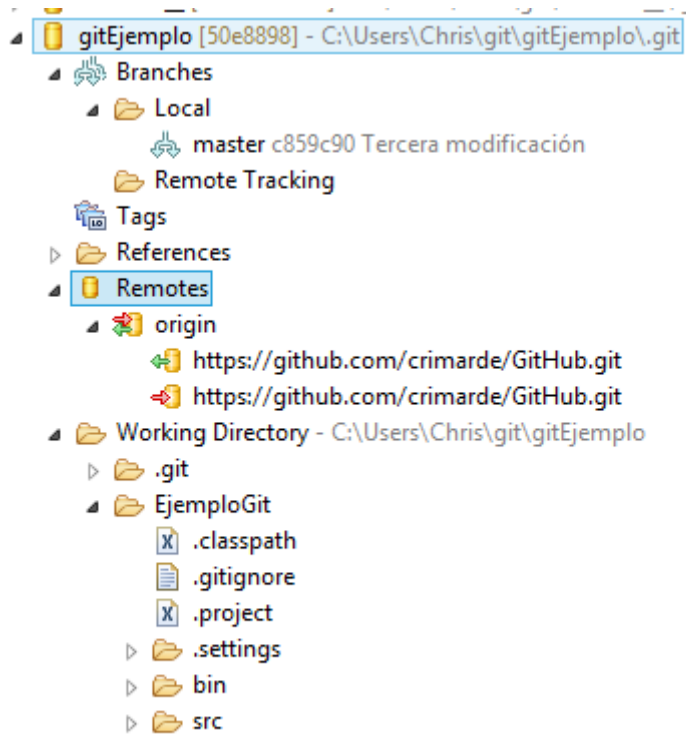 gitEjemplo [50e8898] - C:\Users\Chris\git\gitEjemplo\.git
Branches
Local
master c859c90 Tercera modificación
Remote Tracking
Tags
References
Remotes
origin
https://github.com/crimarde/GitHub.git
https://github.com/crimarde/GitHub.git
Working Directory - C:\Users\Chris\git\gitEjemplo
.git
EjemploGit
.classpath
.gitignore
.project
.settings
bin
src